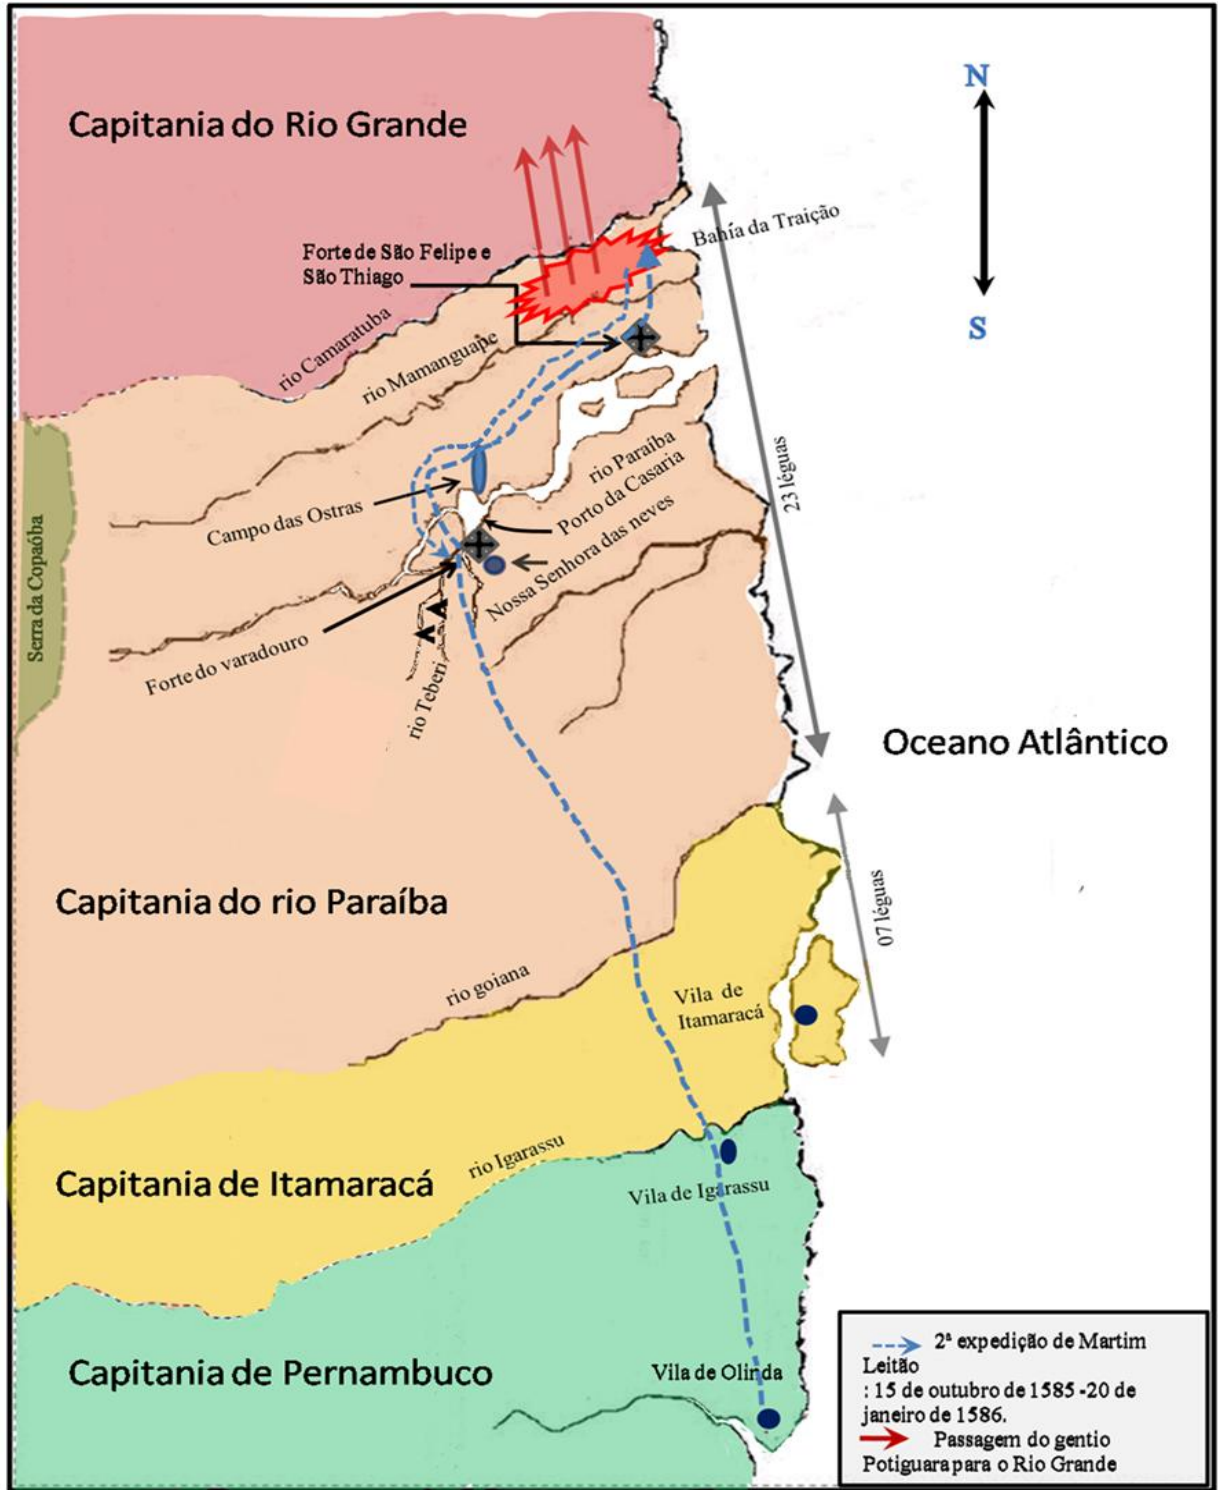 N
Capitania do Rio Grande
Bahía da Traição
Forte de São Felipe e
São Thiago
S
rio Camaratuba
rio Mamanguape
23 léguas
rio Paraíba
Porto da Casaria
Campo das Ostras
Nossa Senhora das neves
Serra da Copaóba
Forte do varadouro
rio Teberi
Oceano Atlântico
Capitania do rio Paraíba
07 léguas
rio goiana
Vila de
Itamaracá
rio Igarassu
Capitania de Itamaracá
Vila de Igarassu
Capitania de Pernambuco
Vila de Olinda
2ª expedição de Martim
Leitão
: 15 de outubro de 1585 -20 de
janeiro de 1586.
Passagem do gentio
Potiguara para o Rio Grande